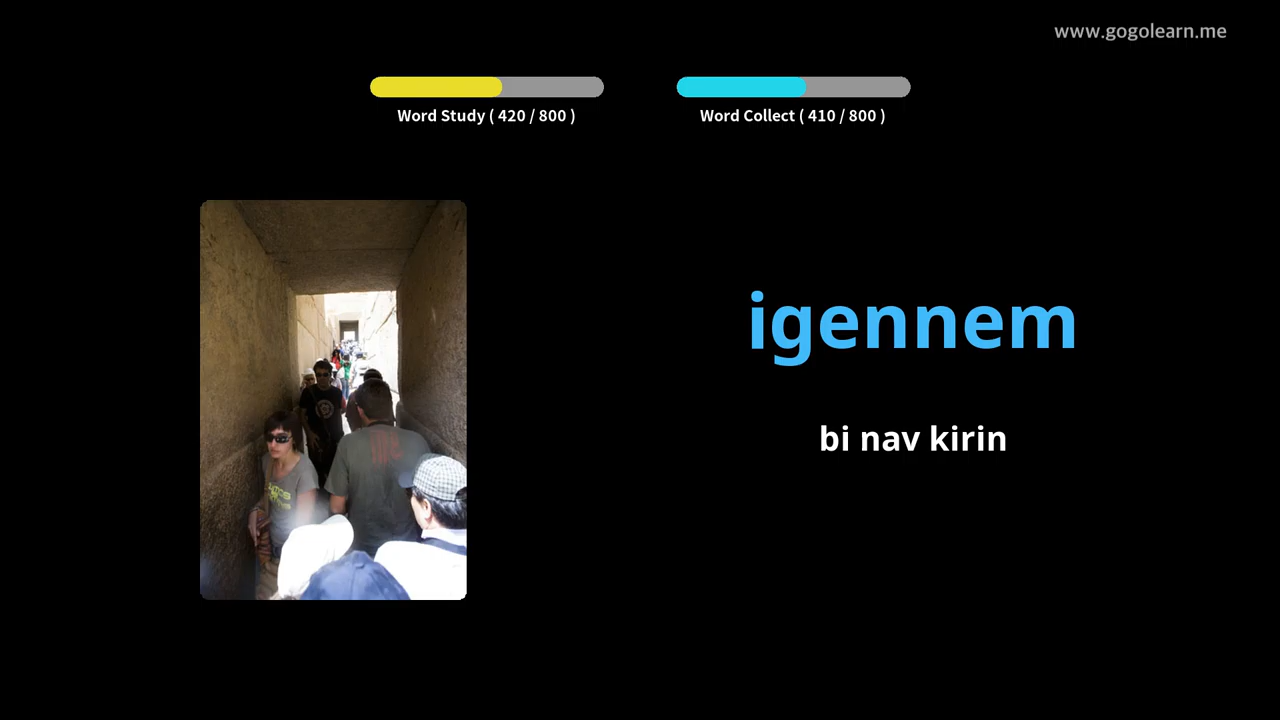 www.gogolearn.me
Word Study ( 420 / 800 )
Word Collect ( 410 / 800 )
igennem
bi nav kirin